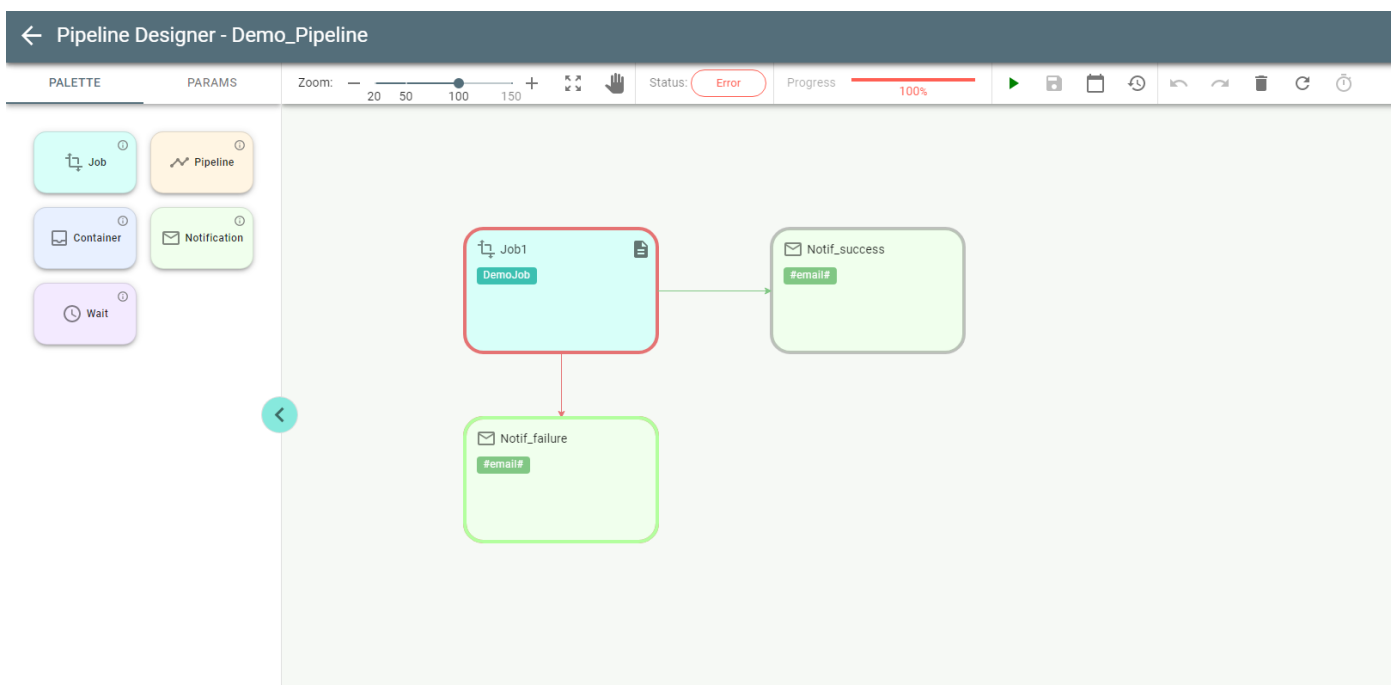 Pipeline Designer - Demo_Pipeline
PALETTE
PARAMS
Zoom:
20 50 100 150
Status: Error
Progress
100%
Job
Pipeline
Container
Notification
Wait
Job1
DemoJob
Notif_success
#email#
Notif_failure
#email#